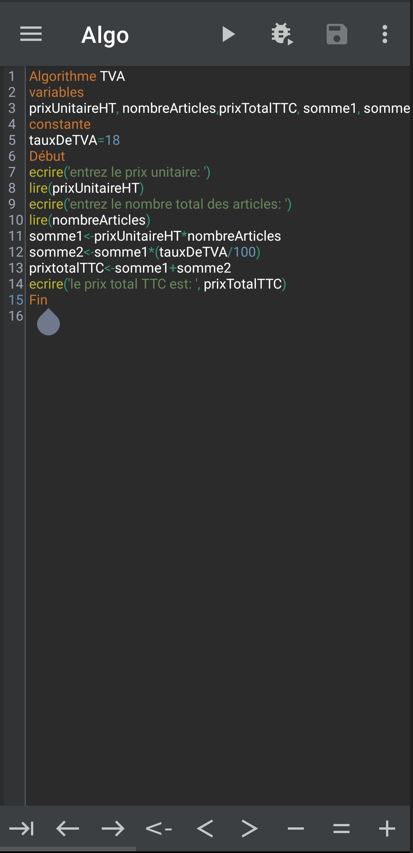 Algo
1 Algorithme TVA
2 variables
3 prixUnitaireHT, nombreArticles,prixTotalTTC, somme1, somme
4 constante
5 tauxDeTVA=18
6 Début
7 ecrire('entrez le prix unitaire: ')
8 lire(prixUnitaireHT)
9 ecrire('entrez le nombre total des articles: ')
10 lire(nombreArticles)
11 somme1<-prixUnitaireHT*nombreArticles
12 somme2<-somme1*(tauxDeTVA/100)
13 prixtotalTTC<-somme1+somme2
14 ecrire('le prix total TTC est: ', prixTotalTTC)
15 Fin
16
<- < > - = +